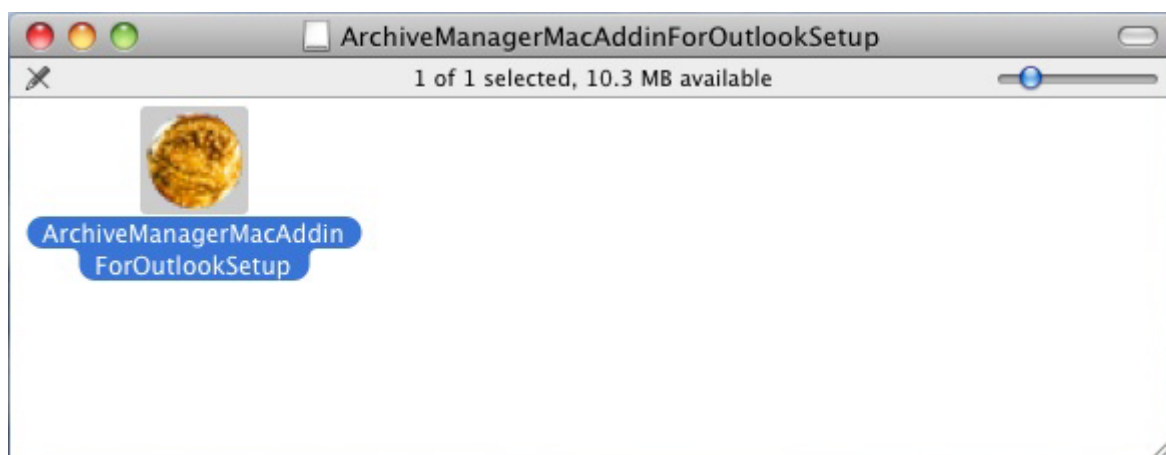 ArchiveManagerMacAddinForOutlookSetup
1 of 1 selected, 10.3 MB available
ArchiveManagerMacAddin
ForOutlookSetup